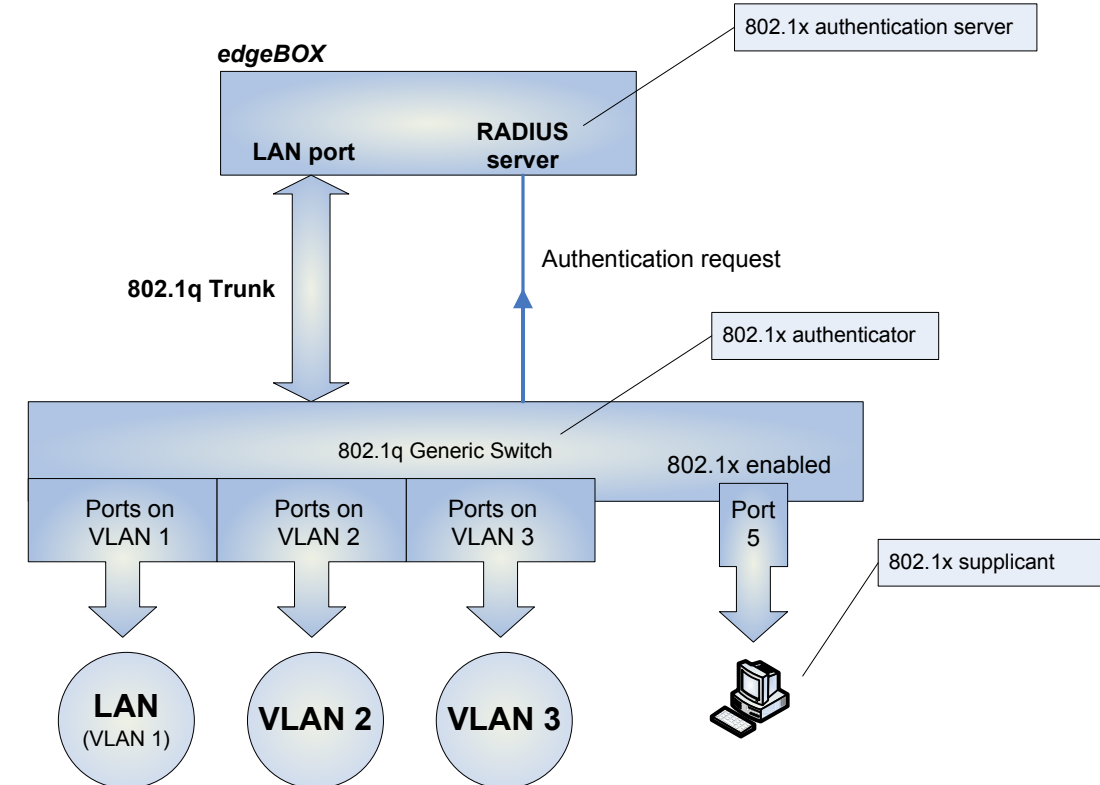 802.1x authentication server
edgeBOX
RADIUS
server
LAN port
Authentication request
802.1q Trunk
802.1x authenticator
802.1q Generic Switch
802.1x enabled
Ports on
VLAN 1
Ports on
VLAN 2
Ports on
VLAN 3
Port
5
802.1x supplicant
LAN
(VLAN 1)
VLAN 2
VLAN 3